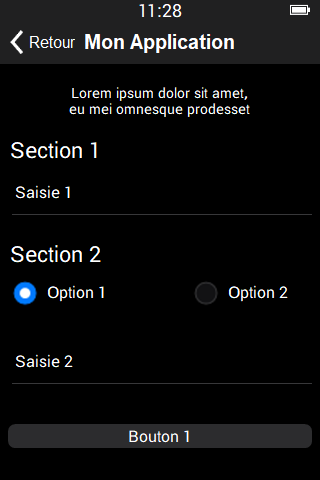 11:28
Retour Mon Application
Lorem ipsum dolor sit amet,
eu mei omnesque prodesset
Section 1
Saisie 1
Section 2
Option 1 Option 2
Saisie 2
Bouton 1